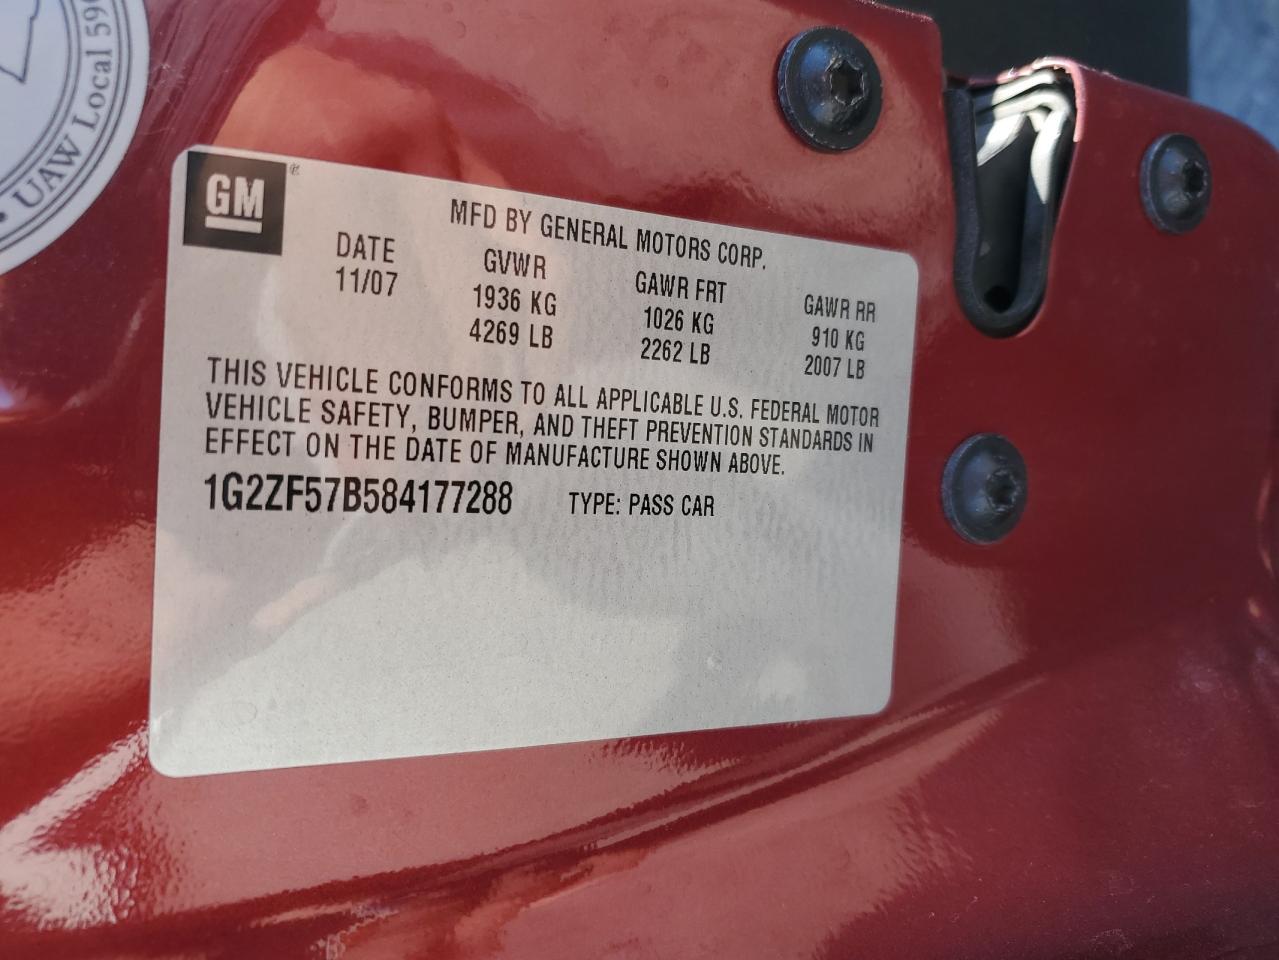 UAW Local 59
GM
MFD BY GENERAL MOTORS CORP.
DATE GVWR GAWR FRT GAWR RR
11/07 1936 KG 1026 KG 910 KG
4269 LB 2262 LB 2007 LB
THIS VEHICLE CONFORMS TO ALL APPLICABLE U.S. FEDERAL MOTOR
VEHICLE SAFETY, BUMPER, AND THEFT PREVENTION STANDARDS IN
EFFECT ON THE DATE OF MANUFACTURE SHOWN ABOVE.
1G2ZF57B584177288 TYPE: PASS CAR